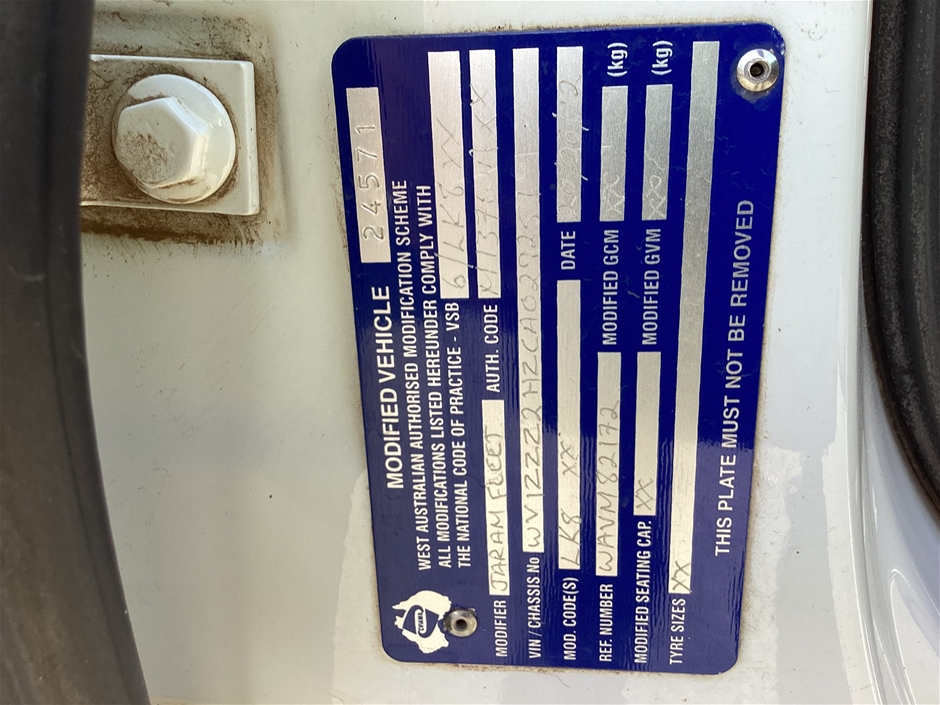 MODIFIED VEHICLE 24571
WEST AUSTRALIAN AUTHORISED MODIFICATION SCHEME
ALL MODIFICATIONS LISTED HEREUNDER COMPLY WITH
THE NATIONAL CODE OF PRACTICE - VSB 6/LK8 XX
MODIFIER JARAM FLEET AUTH. CODE
VIN / CHASSIS No
MOD. CODE(S) LK8 XX DATE
REF. NUMBER WAVM82172 MODIFIED GCM XX (kg)
MODIFIED SEATING CAP. XX MODIFIED GVM XX (kg)
TYRE SIZES XX
THIS PLATE MUST NOT BE REMOVED